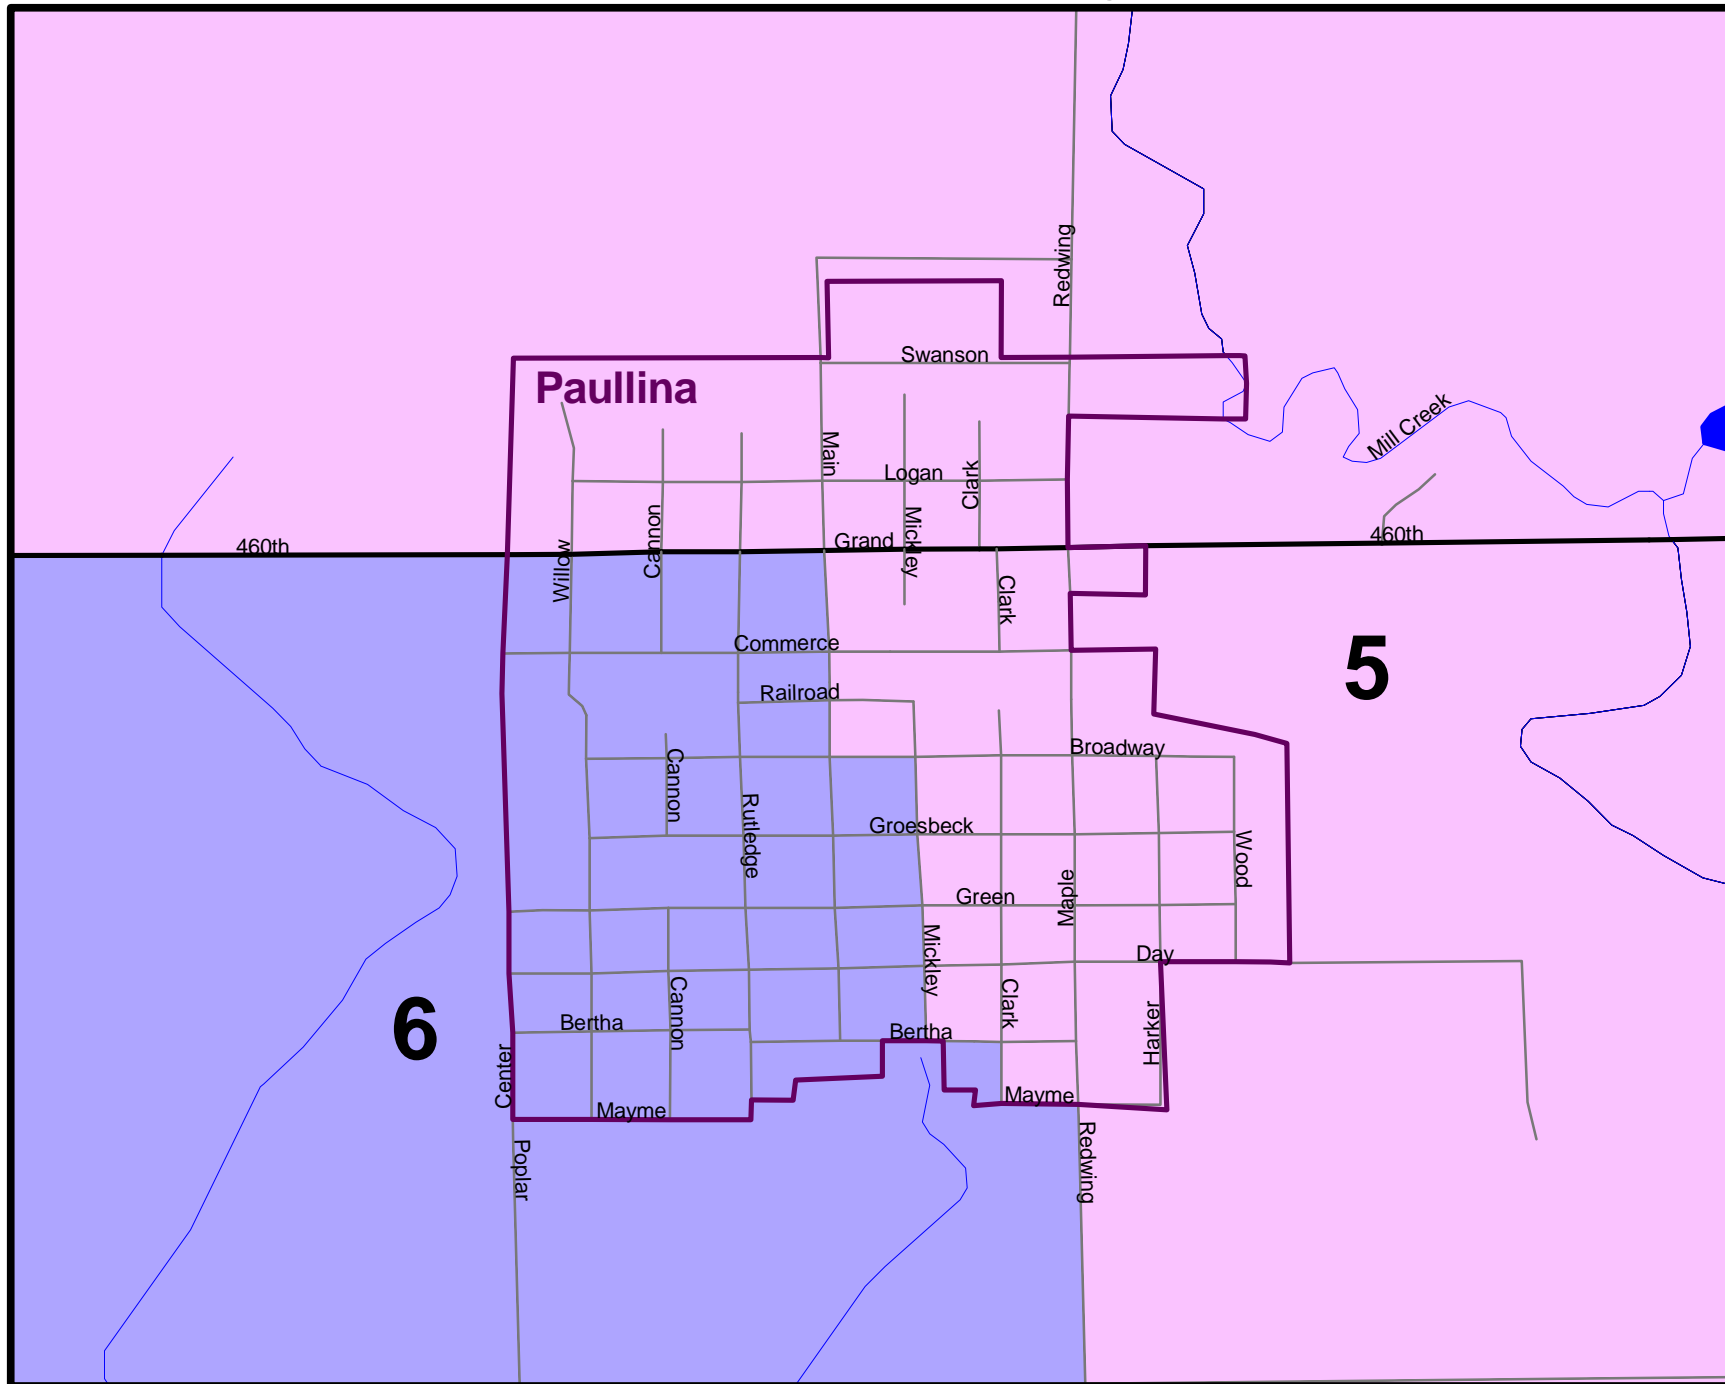 Redwing
Swanson
Paullina
Mill Creek
Main
Logan
Clark
Cannon
Mickley
460th
Grand
460th
Willow
Clark
Commerce
5
Railroad
Broadway
Cannon
Rutledge
Groesbeck
Wood
Green
Maple
Mickley
Day
6
Cannon
Clark
Bertha
Bertha
Harker
Center
Mayme
Mayme
Poplar
Redwing